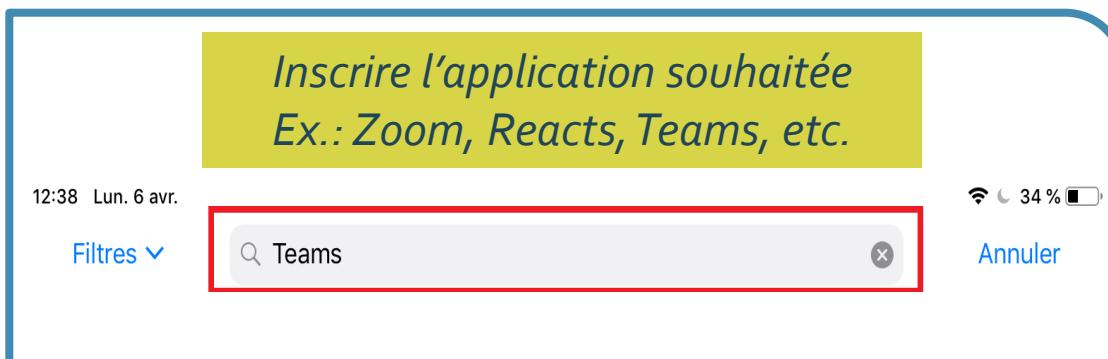 Inscrire l'application souhaitée
Ex.: Zoom, Reacts, Teams, etc.
12:38 Lun. 6 avr. 34 %
Filtres Teams Annuler